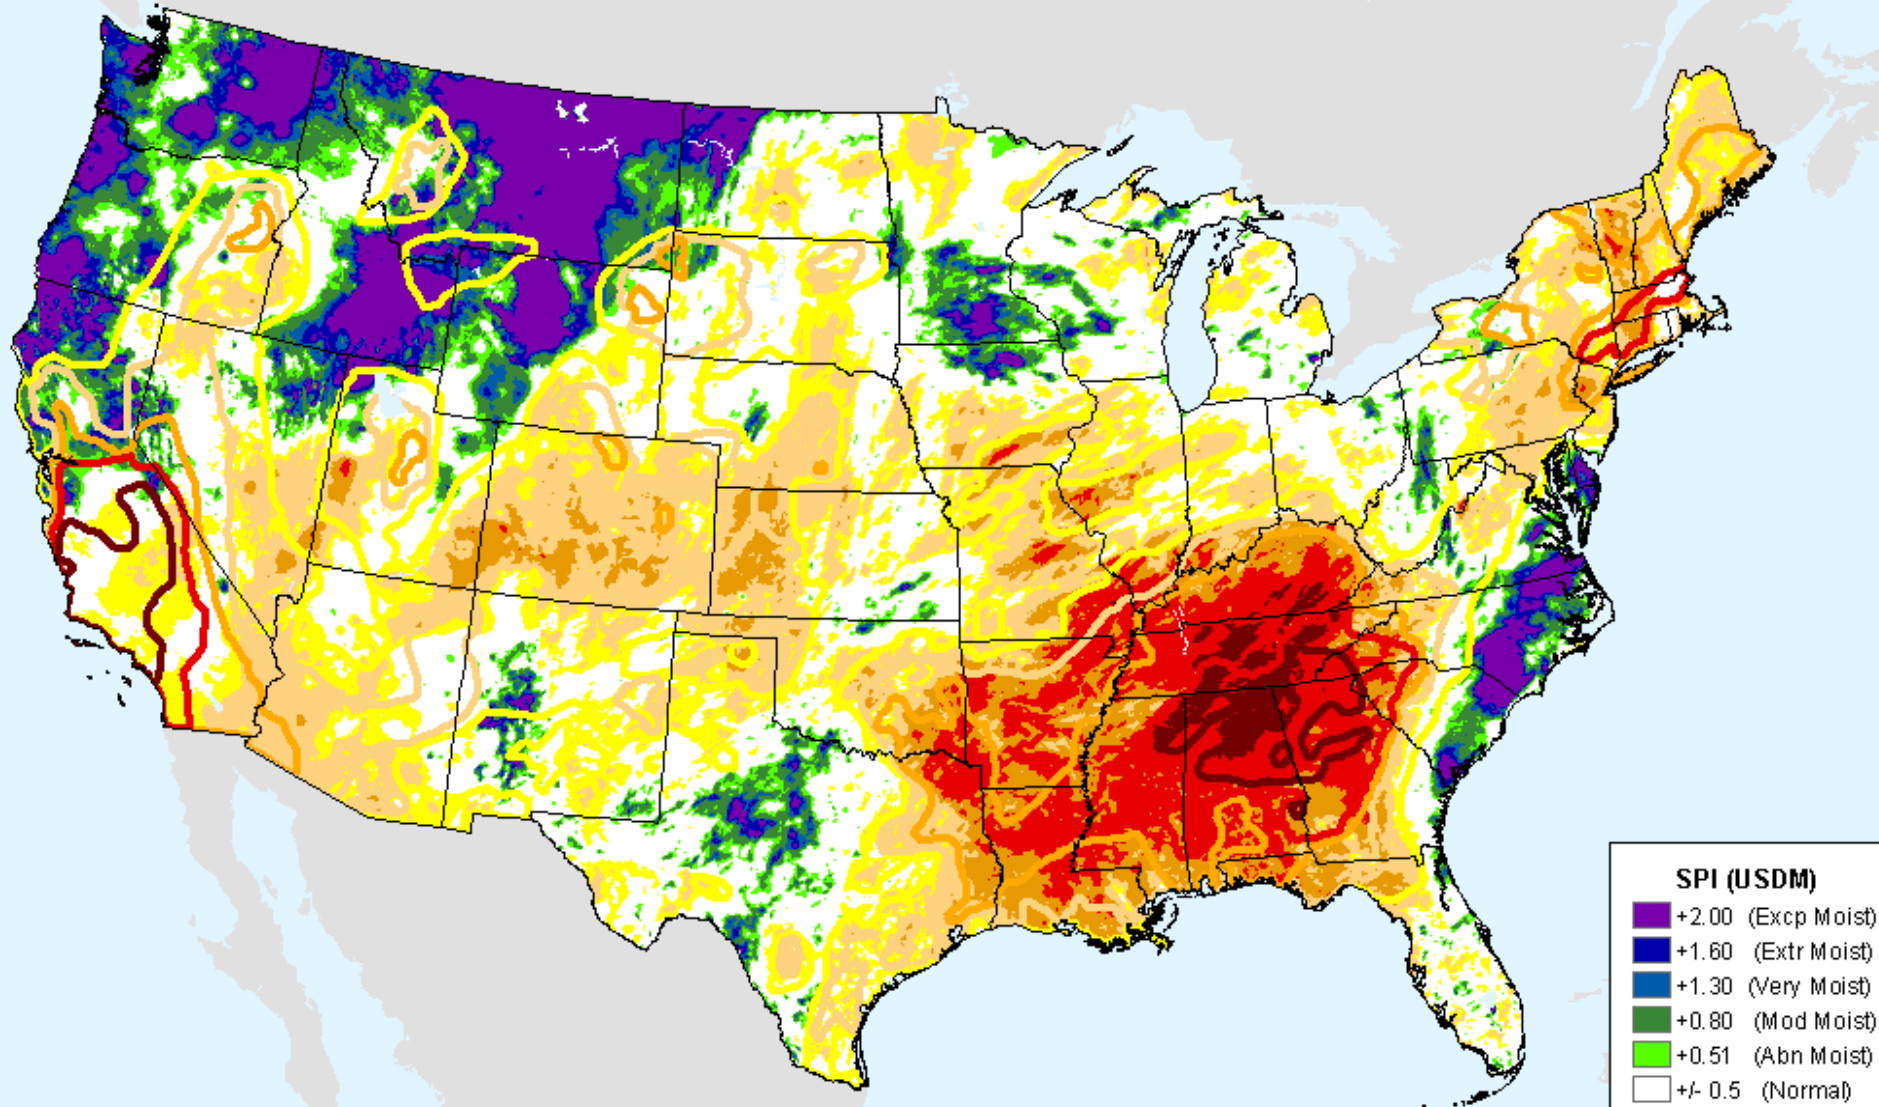 SPI (USDM)
+2.00 (Excp Moist)
+1.60 (Extr Moist)
+1.30 (Very Moist)
+0.80 (Mod Moist)
+0.51 (Abn Moist)
+/- 0.5 (Normal)